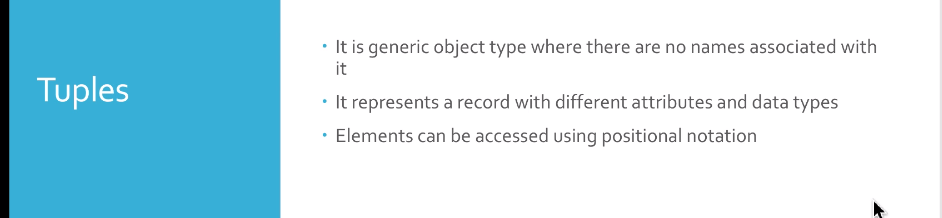 Tuples
• It is generic object type where there are no names associated with
it
• It represents a record with different attributes and data types
• Elements can be accessed using positional notation